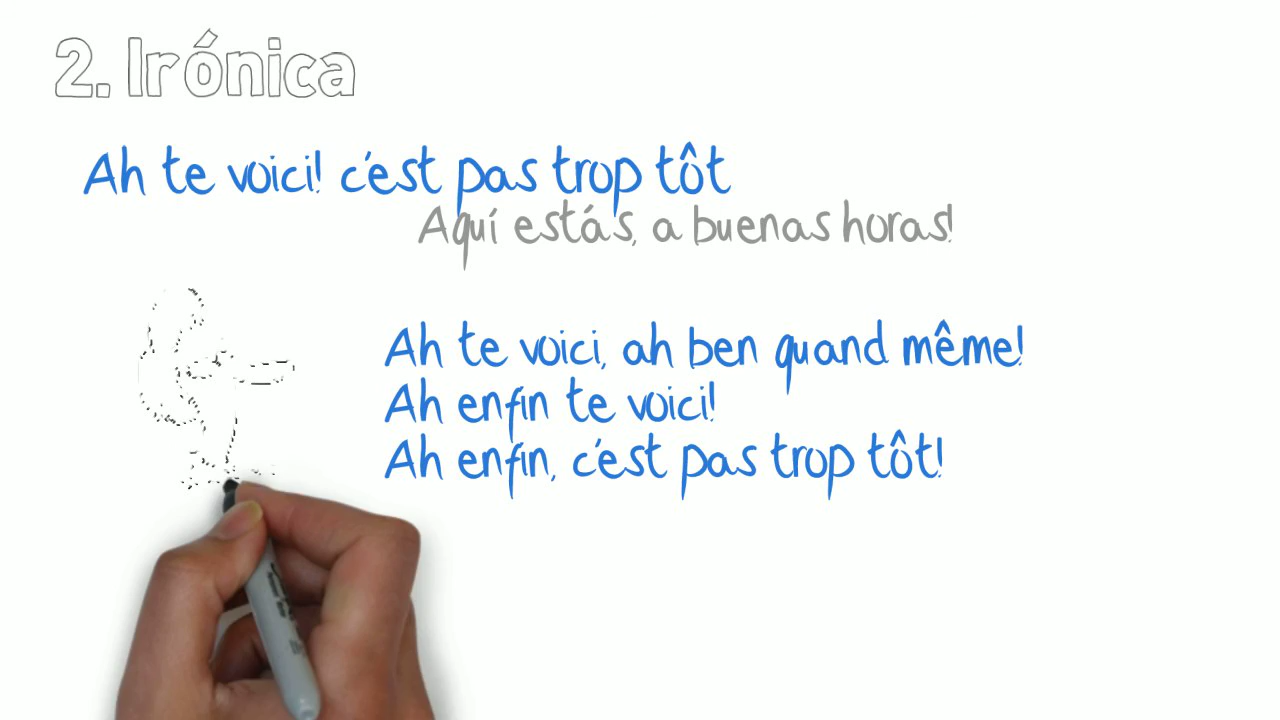 2. Irónica
Ah te voici! c'est pas trop tôt
Aquí estás, a buenas horas!
Ah te voici, ah ben quand même!
Ah enfin te voici!
Ah enfin, c'est pas trop tôt!